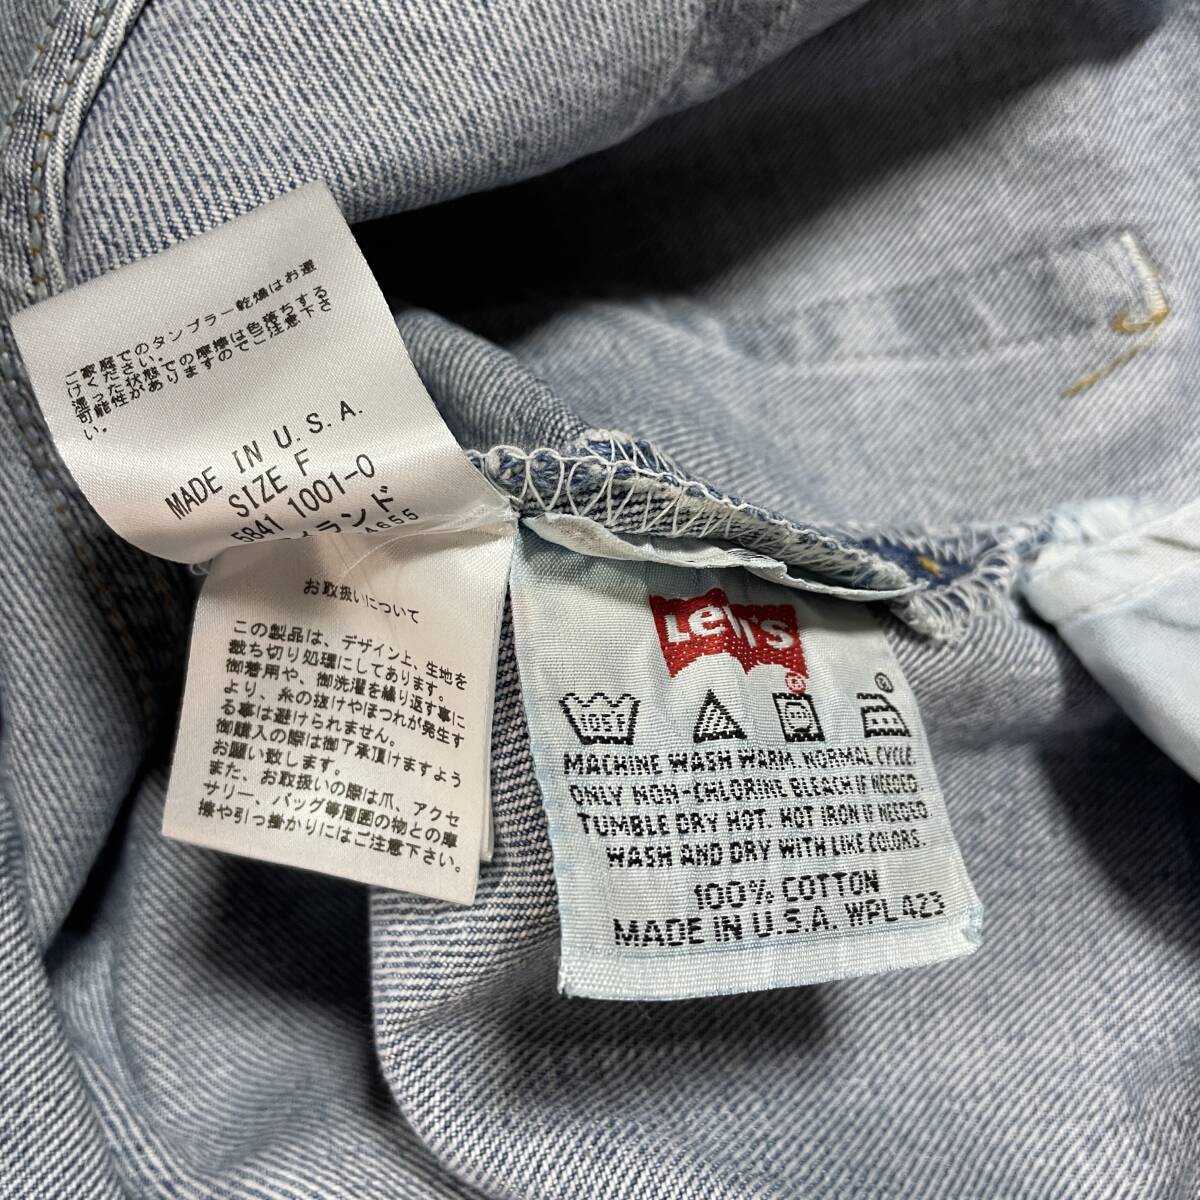 ご家庭でのタンブラー乾燥はお避
けください。
湿った状態での摩擦は色落ちする
可能性がありますのでご注意下さ
い。
MADE IN U.S.A.
SIZE F
5841 1001-0
イランド
4655
お取扱いについて
この製品は、デザイン上、生地を
裁ち切り処理にしてあります。
御着用や、御洗濯を繰り返す事に
より、糸の抜けやほつれが発生す
る事は避けられません。
御購入の際は御了承頂けますよう
お願い致します。
また、お取扱いの際は爪、アクセ
サリー、バッグ等周囲の物との摩
擦や引っ掛かりにはご注意下さい。
Levi's
®
105F
®
MACHINE WASH WARM. NORMAL CYCLE.
ONLY NON-CHLORINE BLEACH IF NEEDED.
TUMBLE DRY HOT. HOT IRON IF NEEDED
WASH AND DRY WITH LIKE COLORS.
100% COTTON
MADE IN U.S.A. WPL 423